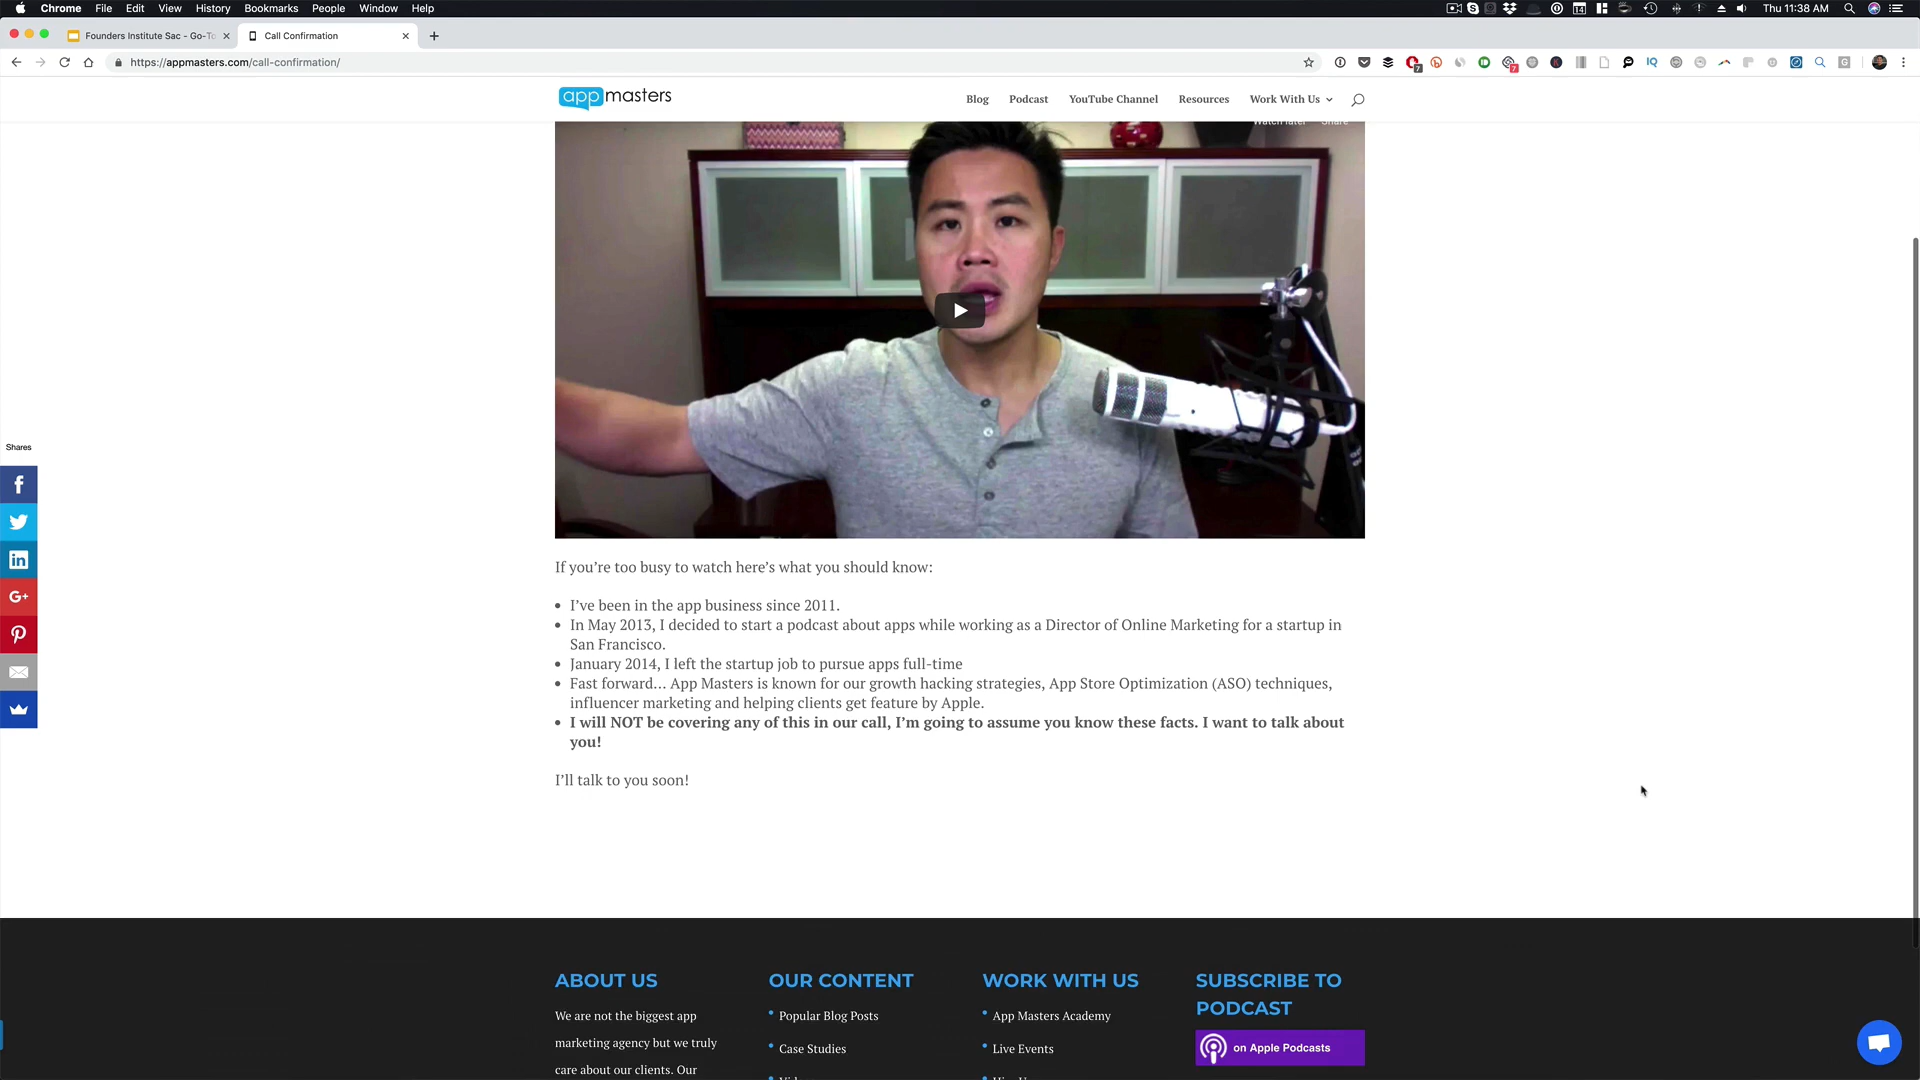 Chrome File Edit View History Bookmarks People Window Help
Thu 11:38 AM
Founders Institute Sac - Go-To
Call Confirmation
https://appmasters.com/call-confirmation/
appmasters
Blog Podcast YouTube Channel Resources Work With Us
Watch later Share
Shares
If you’re too busy to watch here’s what you should know:
• I’ve been in the app business since 2011.
• In May 2013, I decided to start a podcast about apps while working as a Director of Online Marketing for a startup in
San Francisco.
• January 2014, I left the startup job to pursue apps full-time
• Fast forward… App Masters is known for our growth hacking strategies, App Store Optimization (ASO) techniques,
influencer marketing and helping clients get feature by Apple.
• I will NOT be covering any of this in our call, I’m going to assume you know these facts. I want to talk about
you!
I’ll talk to you soon!
ABOUT US
We are not the biggest app
marketing agency but we truly
care about our clients. Our
OUR CONTENT
• Popular Blog Posts
• Case Studies
WORK WITH US
• App Masters Academy
• Live Events
SUBSCRIBE TO
PODCAST
on Apple Podcasts